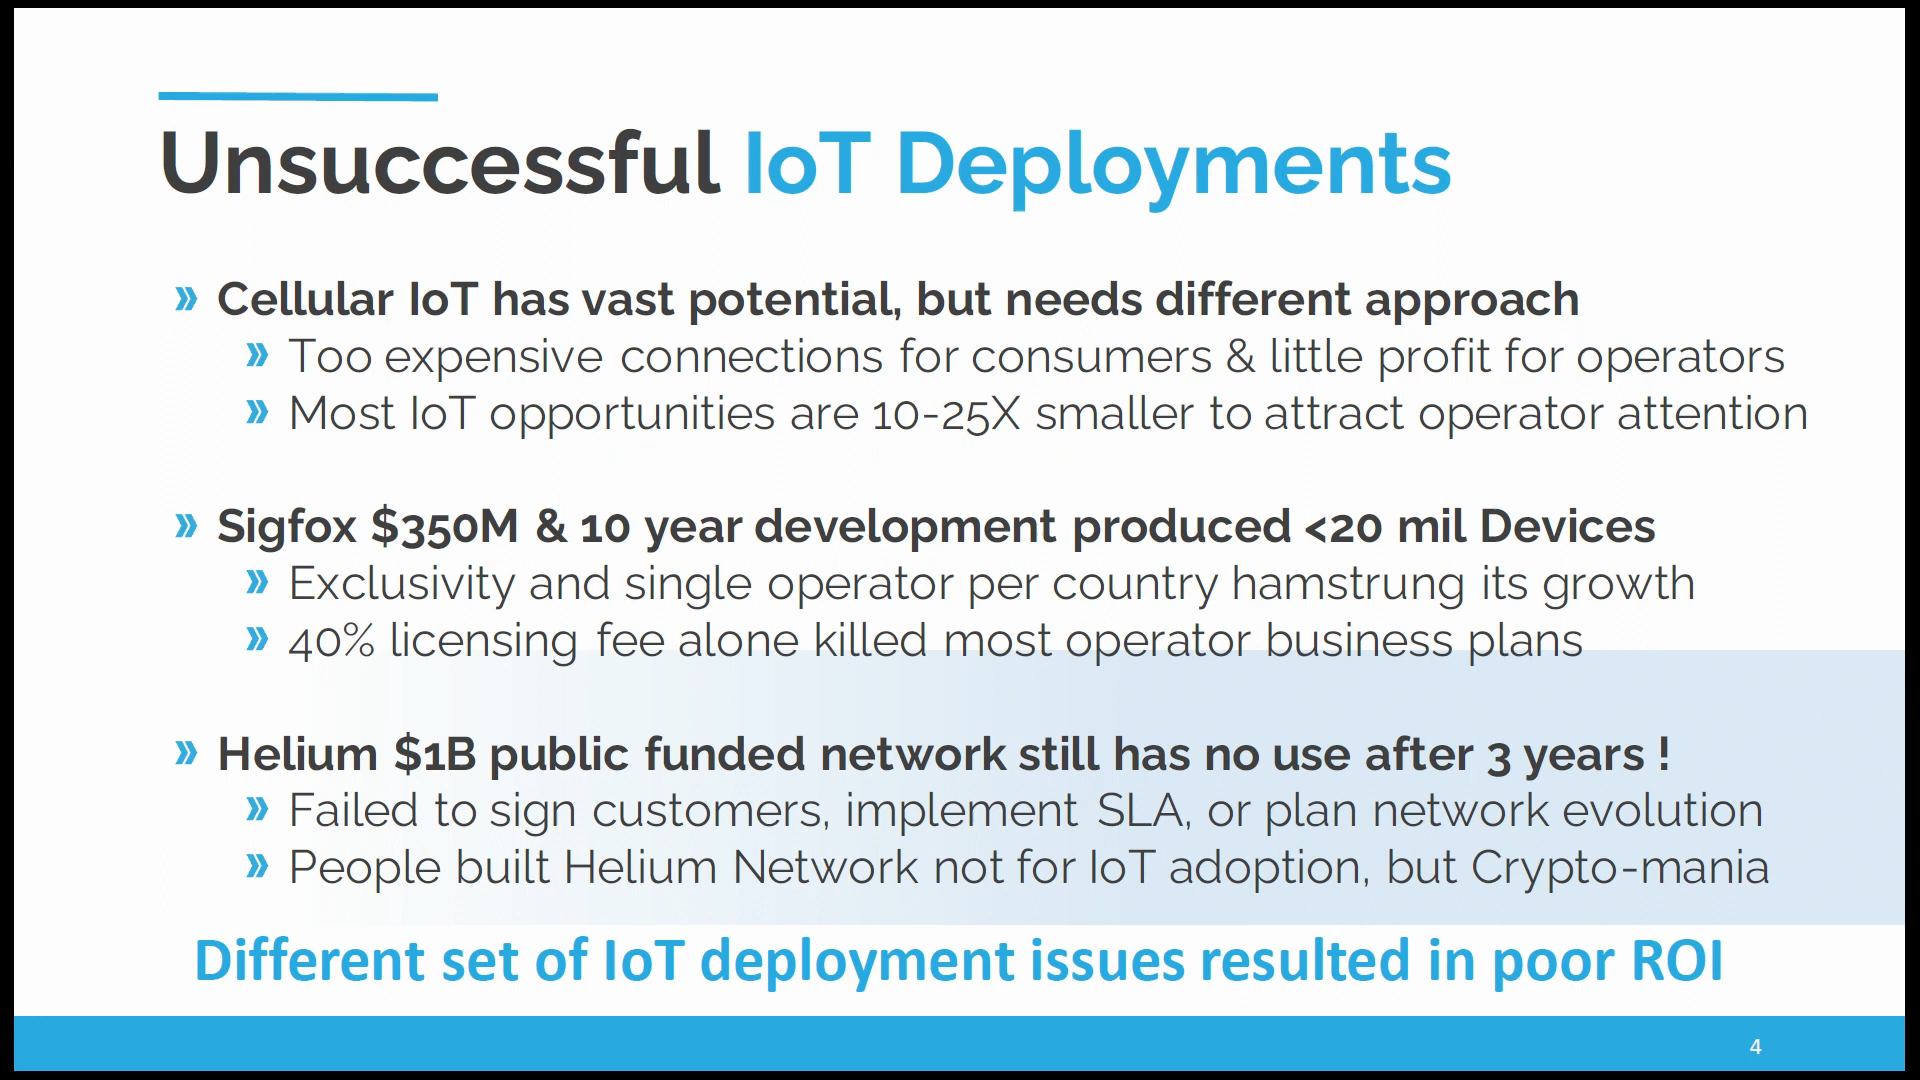 Unsuccessful IoT Deployments
» Cellular IoT has vast potential, but needs different approach
» Too expensive connections for consumers & little profit for operators
» Most IoT opportunities are 10-25X smaller to attract operator attention
» Sigfox $350M & 10 year development produced <20 mil Devices
» Exclusivity and single operator per country hamstrung its growth
» 40% licensing fee alone killed most operator business plans
» Helium $1B public funded network still has no use after 3 years !
» Failed to sign customers, implement SLA, or plan network evolution
» People built Helium Network not for IoT adoption, but Crypto-mania
Different set of IoT deployment issues resulted in poor ROI
4